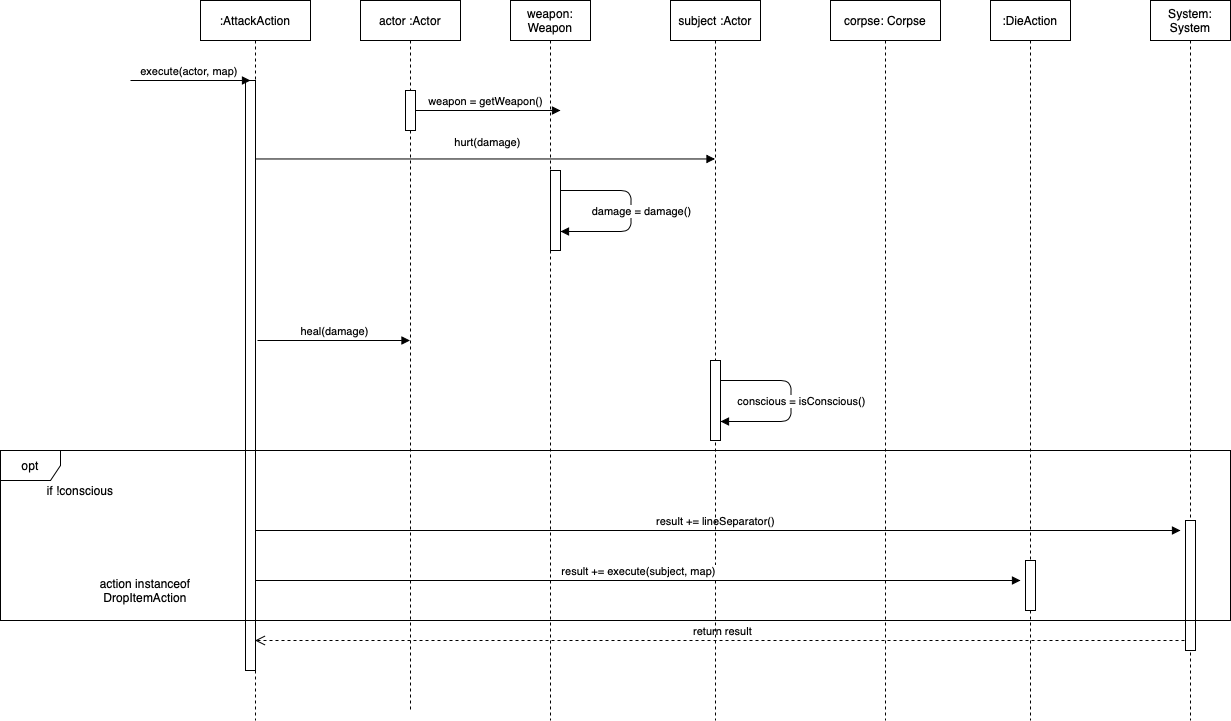 :AttackAction
actor :Actor
weapon:
Weapon
subject :Actor
corpse: Corpse
:DieAction
System:
System
execute(actor, map)
weapon = getWeapon()
hurt(damage)
damage = damage()
heal(damage)
conscious = isConscious()
opt
if !conscious
result += lineSeparator()
result += execute(subject, map)
action instanceof
DropItemAction
return result